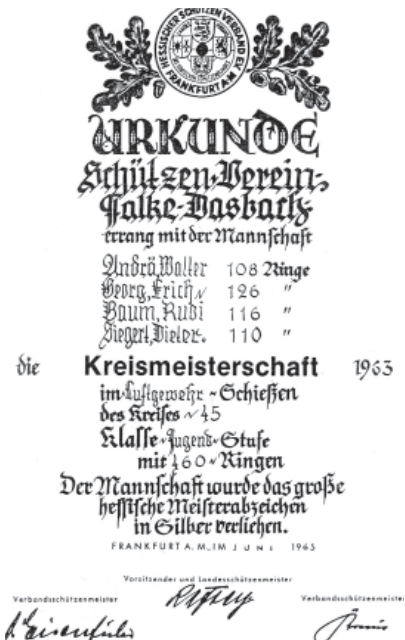 HESSISCHER SCHÜTZEN VERBAND E.V.
FRANKFURT A M
URKUNDE
Schützen-Verein-
Falke-Dasbach
errang mit der Mannschaft
Andrä, Walter 108 Ringe
Georg, Erich 126 "
Baum, Rudi 116 "
Siegert, Dieter. 110 "
die Kreismeisterschaft 1963
im Luftgewehr - Schießen
des Kreises 45
Klasse - Jugend - Stufe
mit 460 Ringen
Der Mannschaft wurde das große
hessische Meisterabzeichen
in Silber verliehen.
FRANKFURT A. M., IM JUNI 1963
Vorsitzender und Landesschützenmeister
Verbandsschützenmeister Verbandsschützenmeister